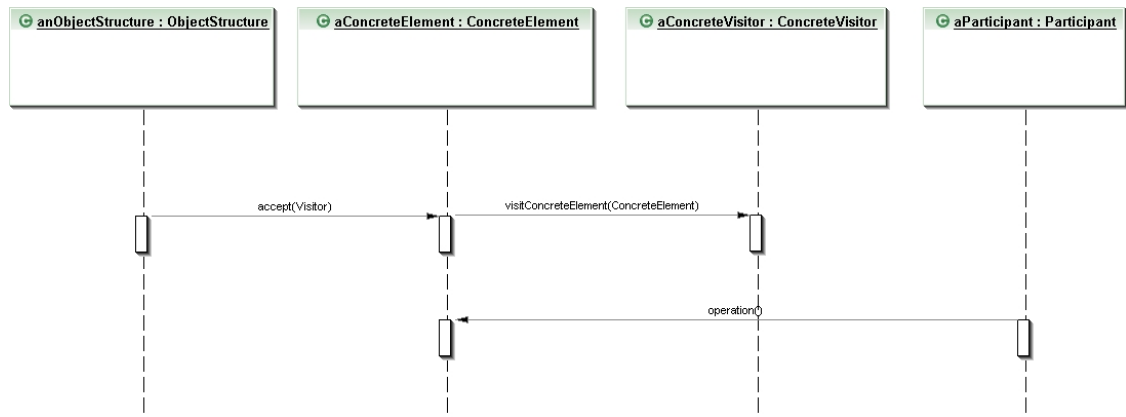 anObjectStructure : ObjectStructure
aConcreteElement : ConcreteElement
aConcreteVisitor : ConcreteVisitor
aParticipant : Participant
accept(Visitor)
visitConcreteElement(ConcreteElement)
operation()